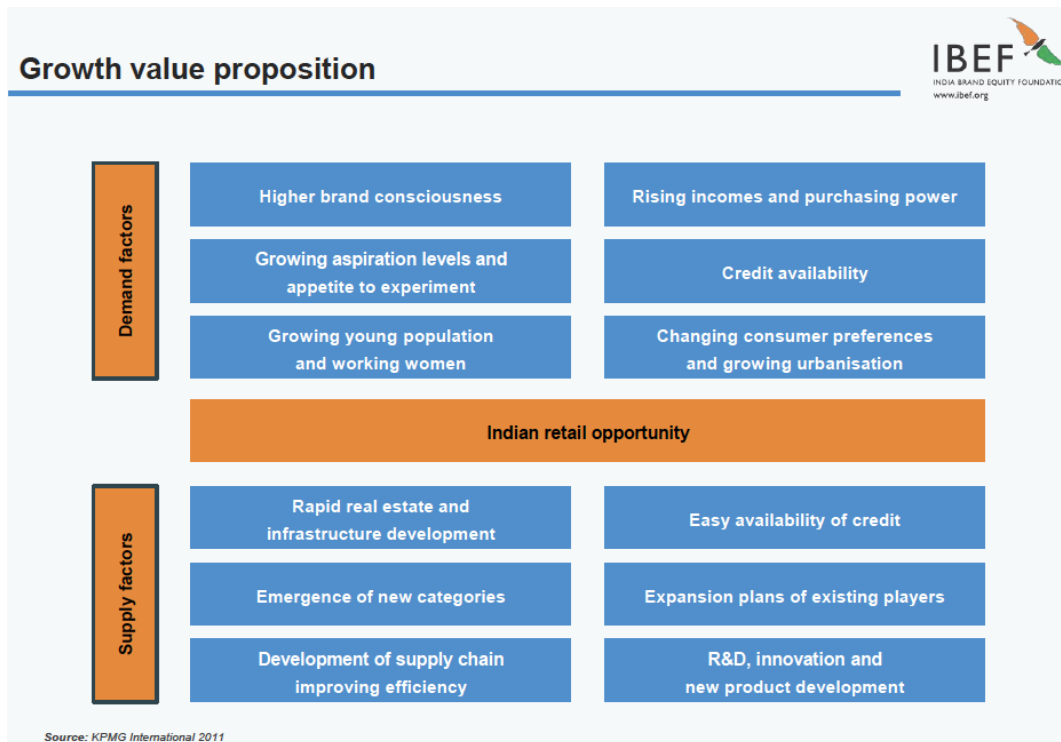 Growth value proposition
IBEF
INDIA BRAND EQUITY FOUNDATIO
www.ibef.org
Demand factors
Higher brand consciousness
Rising incomes and purchasing power
Growing aspiration levels and
appetite to experiment
Credit availability
Growing young population
and working women
Changing consumer preferences
and growing urbanisation
Indian retail opportunity
Supply factors
Rapid real estate and
infrastructure development
Easy availability of credit
Emergence of new categories
Expansion plans of existing players
Development of supply chain
improving efficiency
R&D, innovation and
new product development
Source: KPMG International 2011